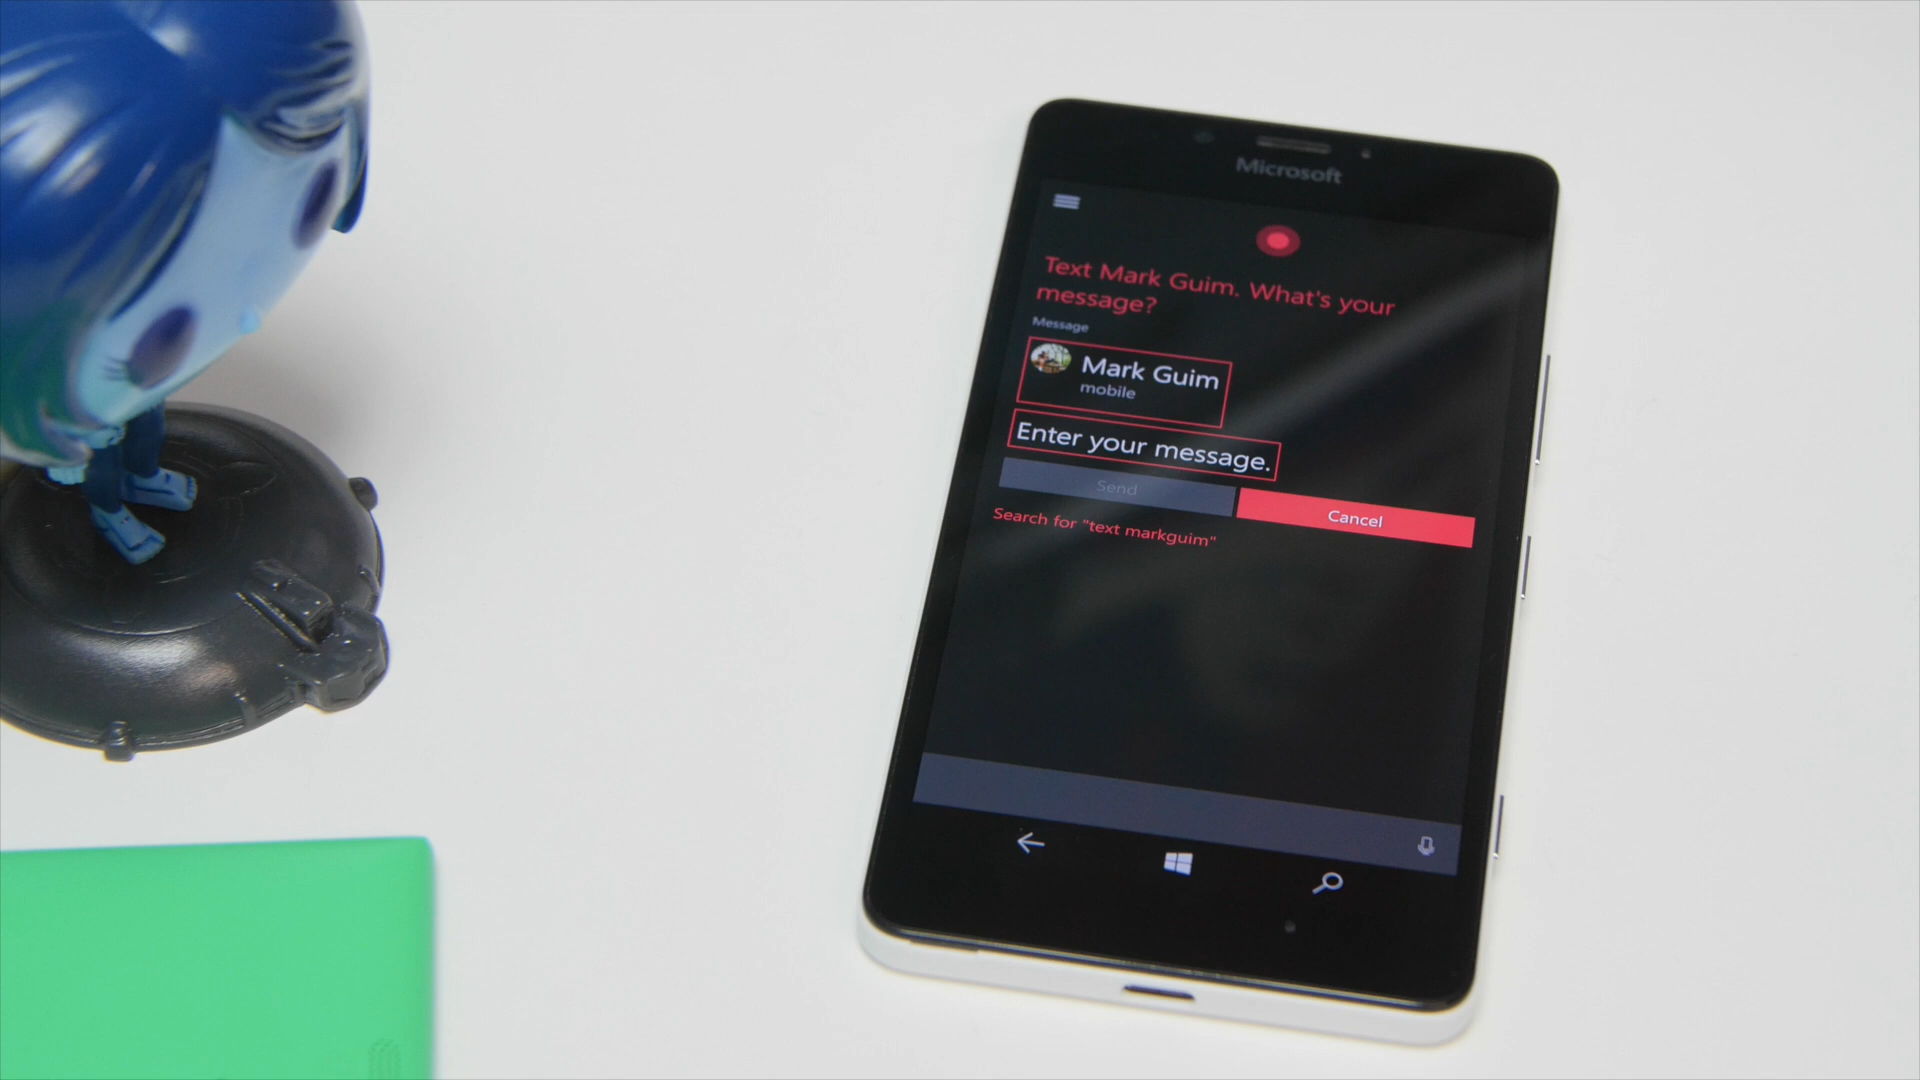 Microsoft
Text Mark Guim. What's your
message?
Message
Mark Guim
mobile
Enter your message.
Send
Cancel
Search for "text markguim"